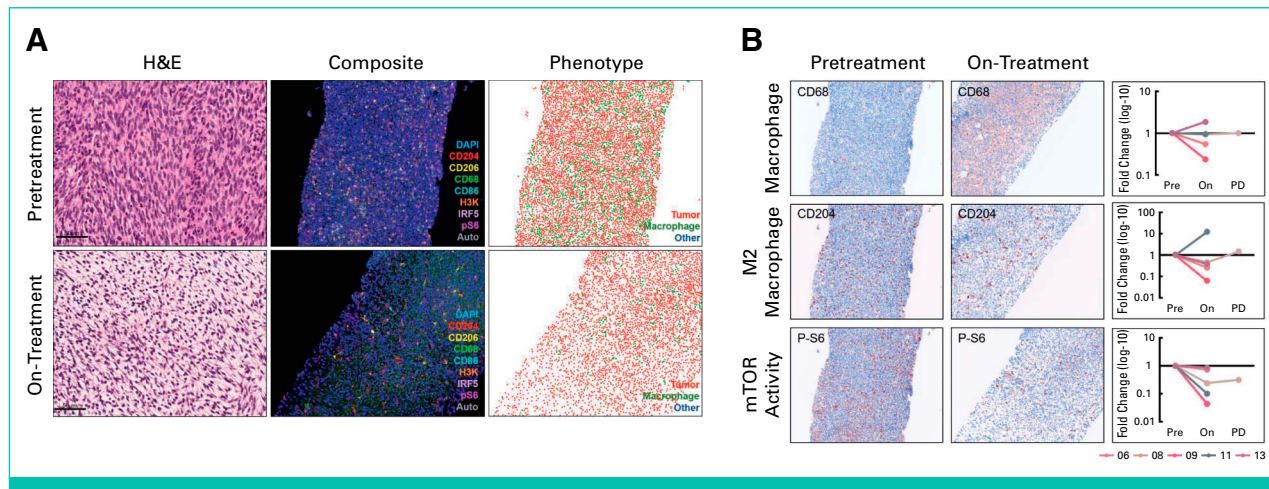 A
H&E
Composite
Phenotype
Pretreatment
DAPI
CD204
CD206
CD68
CD86
H3K
IRF5
pS6
Auto
Tumor
Macrophage
Other
On-Treatment
DAPI
CD204
CD206
CD68
CD86
H3K
IRF5
pS6
Auto
Tumor
Macrophage
Other
B
Pretreatment
On-Treatment
Macrophage
CD68
CD68
Fold Change (log-10)
10
1
0.1
Pre
On
PD
M2
Macrophage
CD204
CD204
Fold Change (log-10)
100
10
1
0.1
0.01
Pre
On
PD
mTOR
Activity
P-S6
P-S6
Fold Change (log-10)
10
1
0.1
0.01
Pre
On
PD
06 08 09 11 13